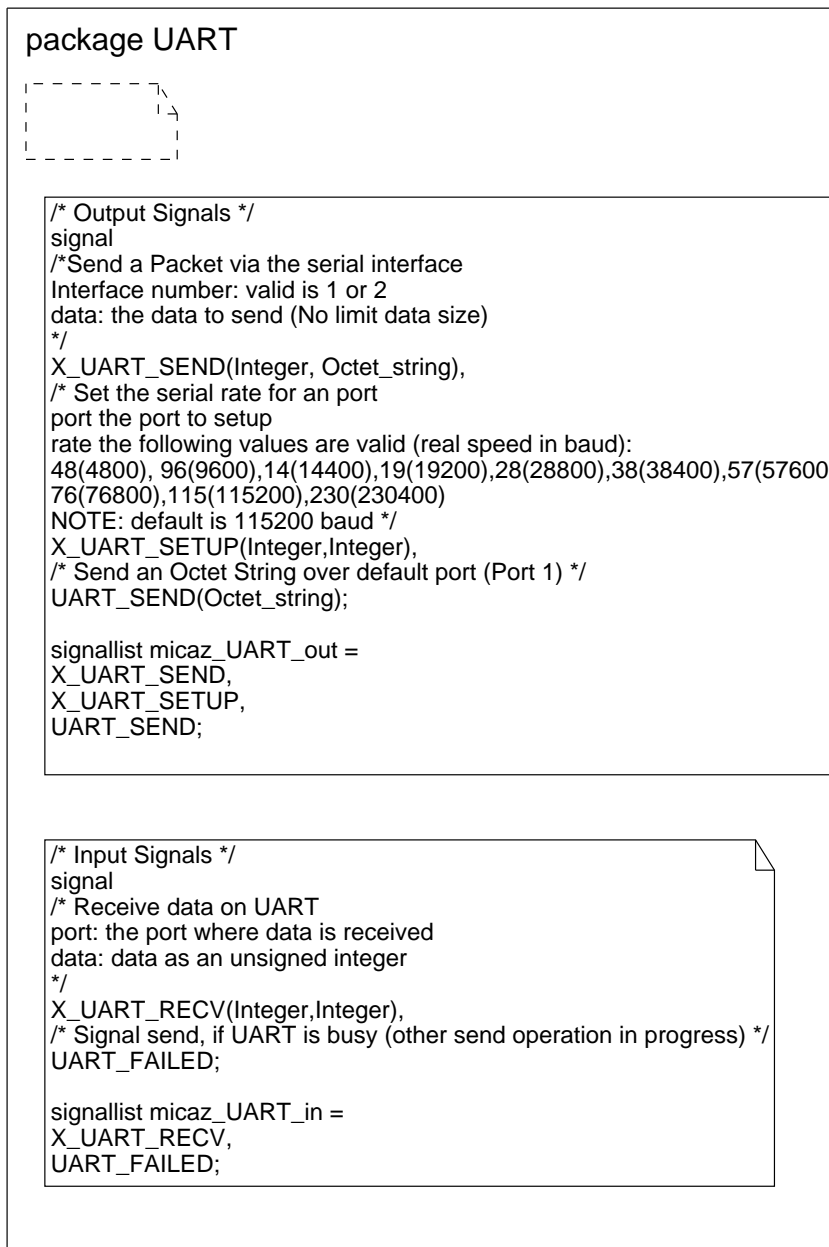 package UART
/* Output Signals */
signal
/*Send a Packet via the serial interface
Interface number: valid is 1 or 2
data: the data to send (No limit data size)
*/
X_UART_SEND(Integer, Octet_string),
/* Set the serial rate for an port
port the port to setup
rate the following values are valid (real speed in baud):
48(4800), 96(9600),14(14400),19(19200),28(28800),38(38400),57(57600
76(76800),115(115200),230(230400)
NOTE: default is 115200 baud */
X_UART_SETUP(Integer,Integer),
/* Send an Octet String over default port (Port 1) */
UART_SEND(Octet_string);
signallist micaz_UART_out =
X_UART_SEND,
X_UART_SETUP,
UART_SEND;
/* Input Signals */
signal
/* Receive data on UART
port: the port where data is received
data: data as an unsigned integer
*/
X_UART_RECV(Integer,Integer),
/* Signal send, if UART is busy (other send operation in progress) */
UART_FAILED;
signallist micaz_UART_in =
X_UART_RECV,
UART_FAILED;